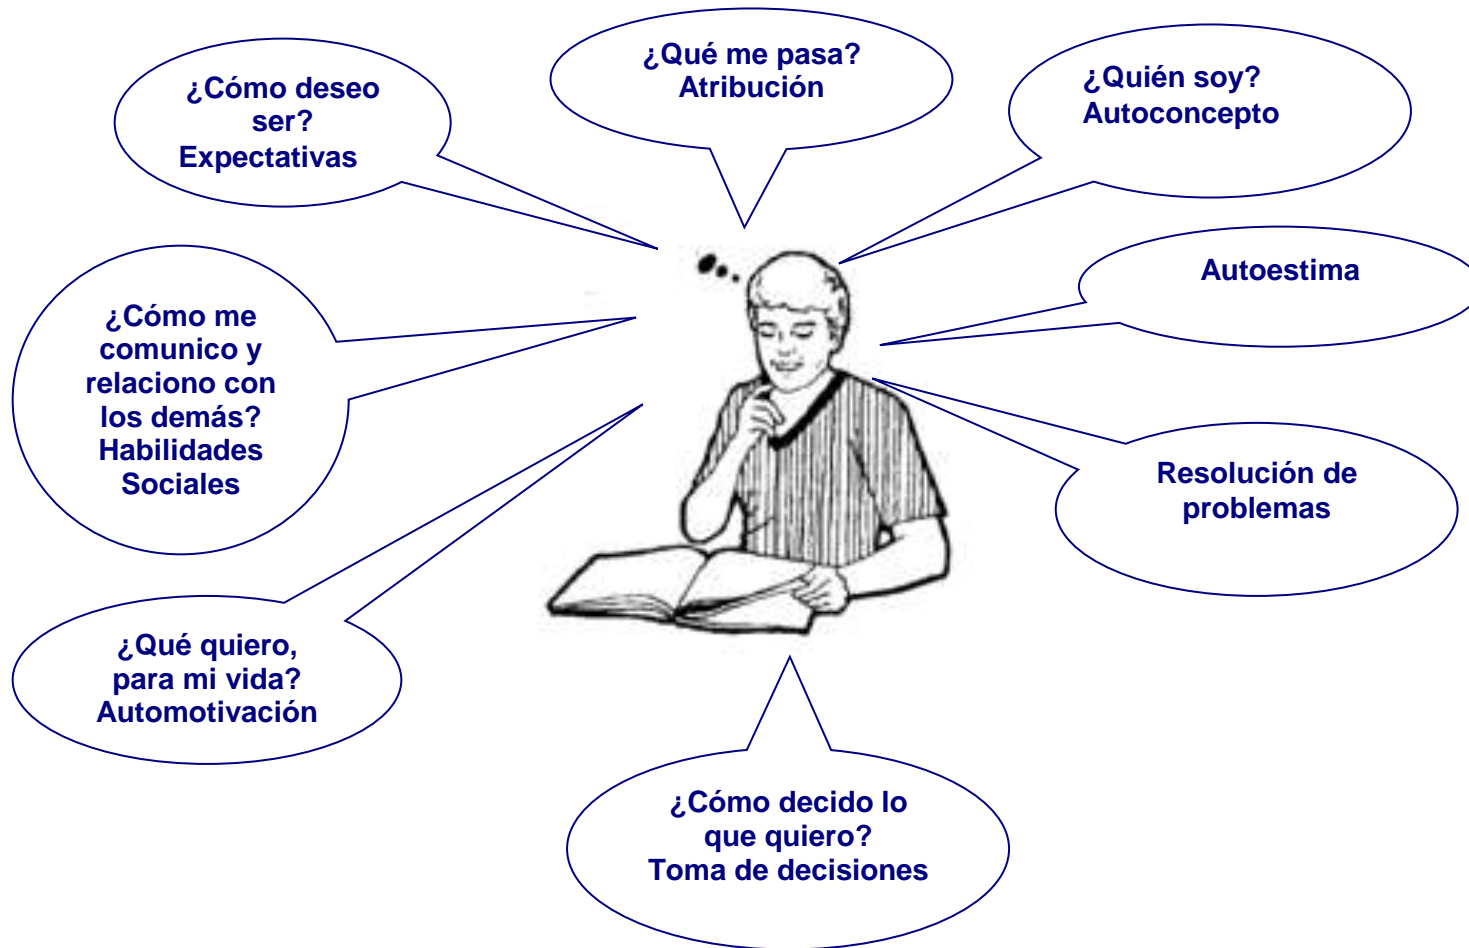 ¿Qué me pasa?
Atribución
¿Quién soy?
Autoconcepto
¿Cómo deseo
ser?
Expectativas
Autoestima
¿Cómo me
comunico y
relaciono con
los demás?
Habilidades
Sociales
Resolución de
problemas
¿Qué quiero,
para mi vida?
Automotivación
¿Cómo decido lo
que quiero?
Toma de decisiones